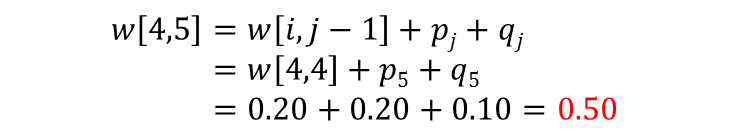 w[4,5] = w[i, j − 1] + p_j + q_j
= w[4,4] + p_5 + q_5
= 0.20 + 0.20 + 0.10 = 0.50